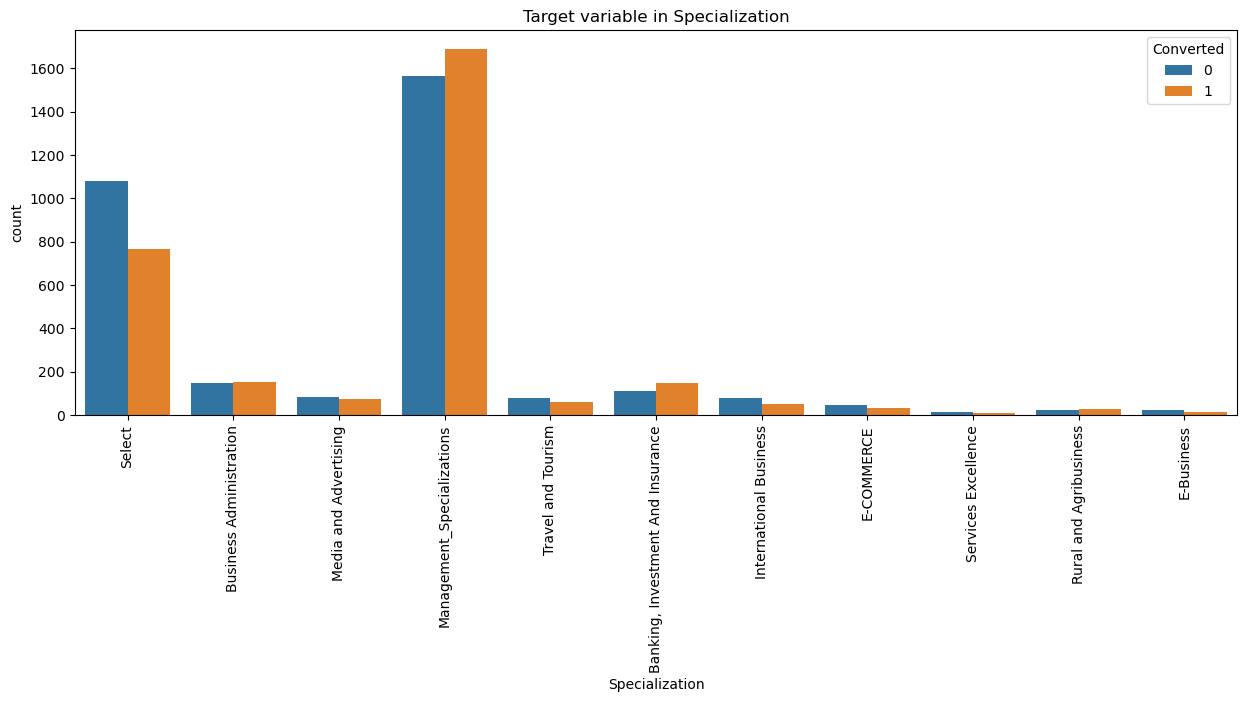 Target variable in Specialization
Converted
0
1
1600
1400
1200
1000
800
600
400
200
0
count
Select
Business Administration
Media and Advertising
Management_Specializations
Travel and Tourism
Banking, Investment And Insurance
International Business
E-COMMERCE
Services Excellence
Rural and Agribusiness
E-Business
Specialization